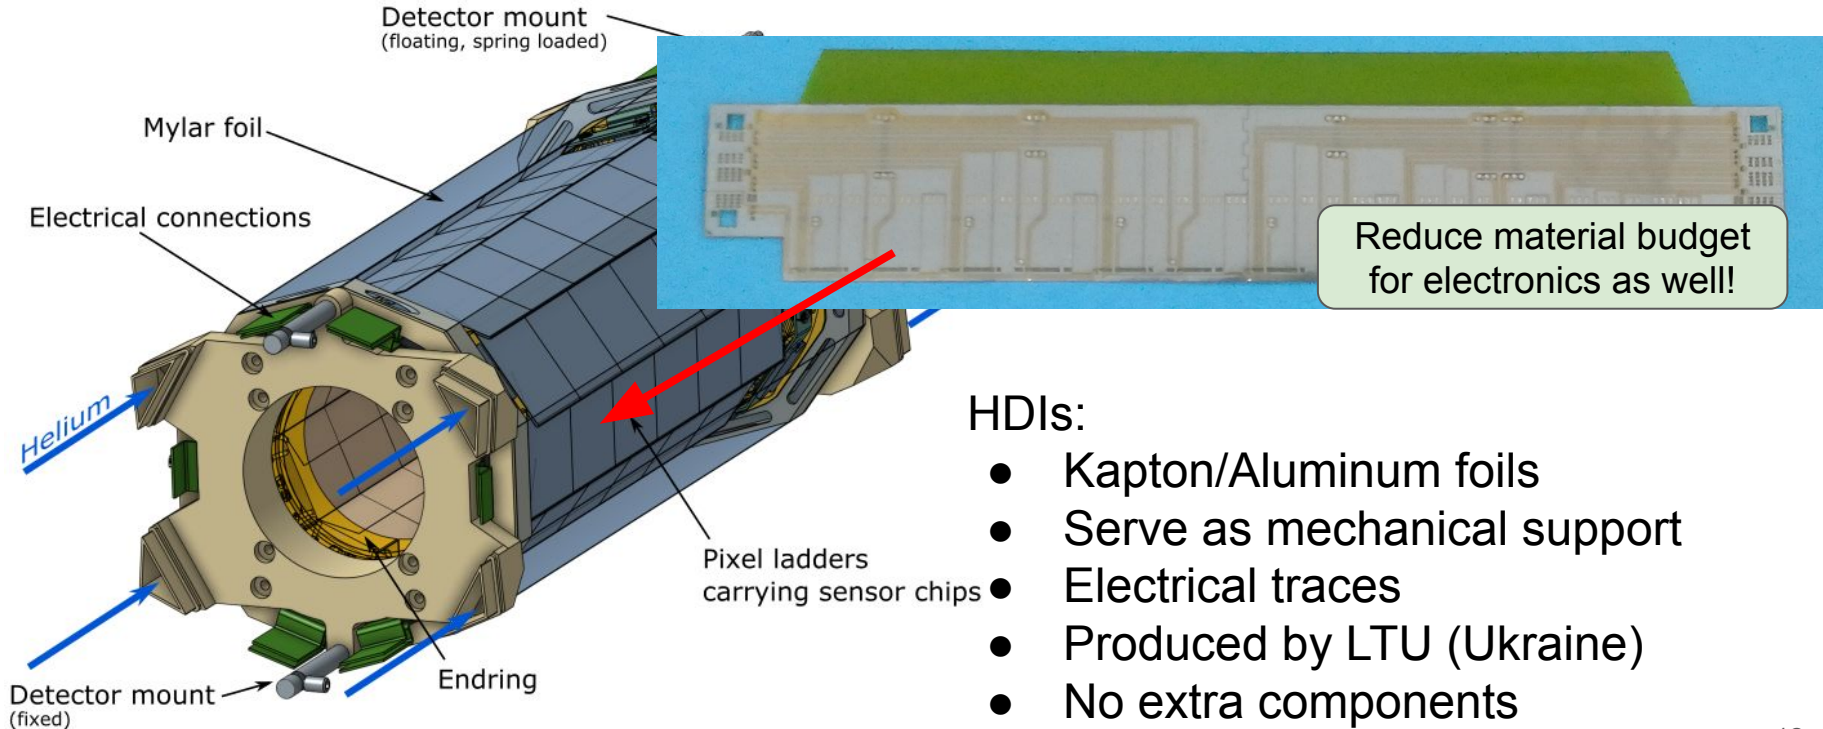 Detector mount
(floating, spring loaded)
Mylar foil
Electrical connections
Helium
Reduce material budget
for electronics as well!
HDIs:
● Kapton/Aluminum foils
● Serve as mechanical support
● Electrical traces
● Produced by LTU (Ukraine)
● No extra components
Pixel ladders
carrying sensor chips
Endring
Detector mount
(fixed)